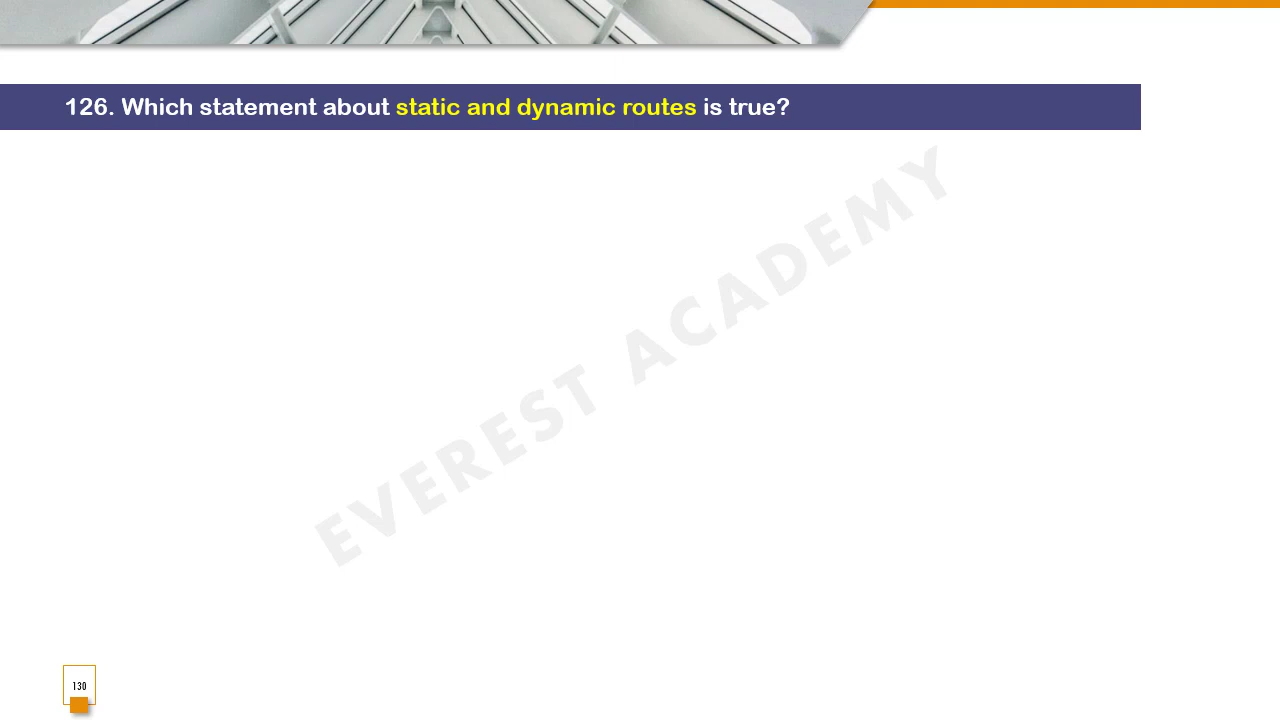 126. Which statement about static and dynamic routes is true?
EVEREST ACADEMY
130